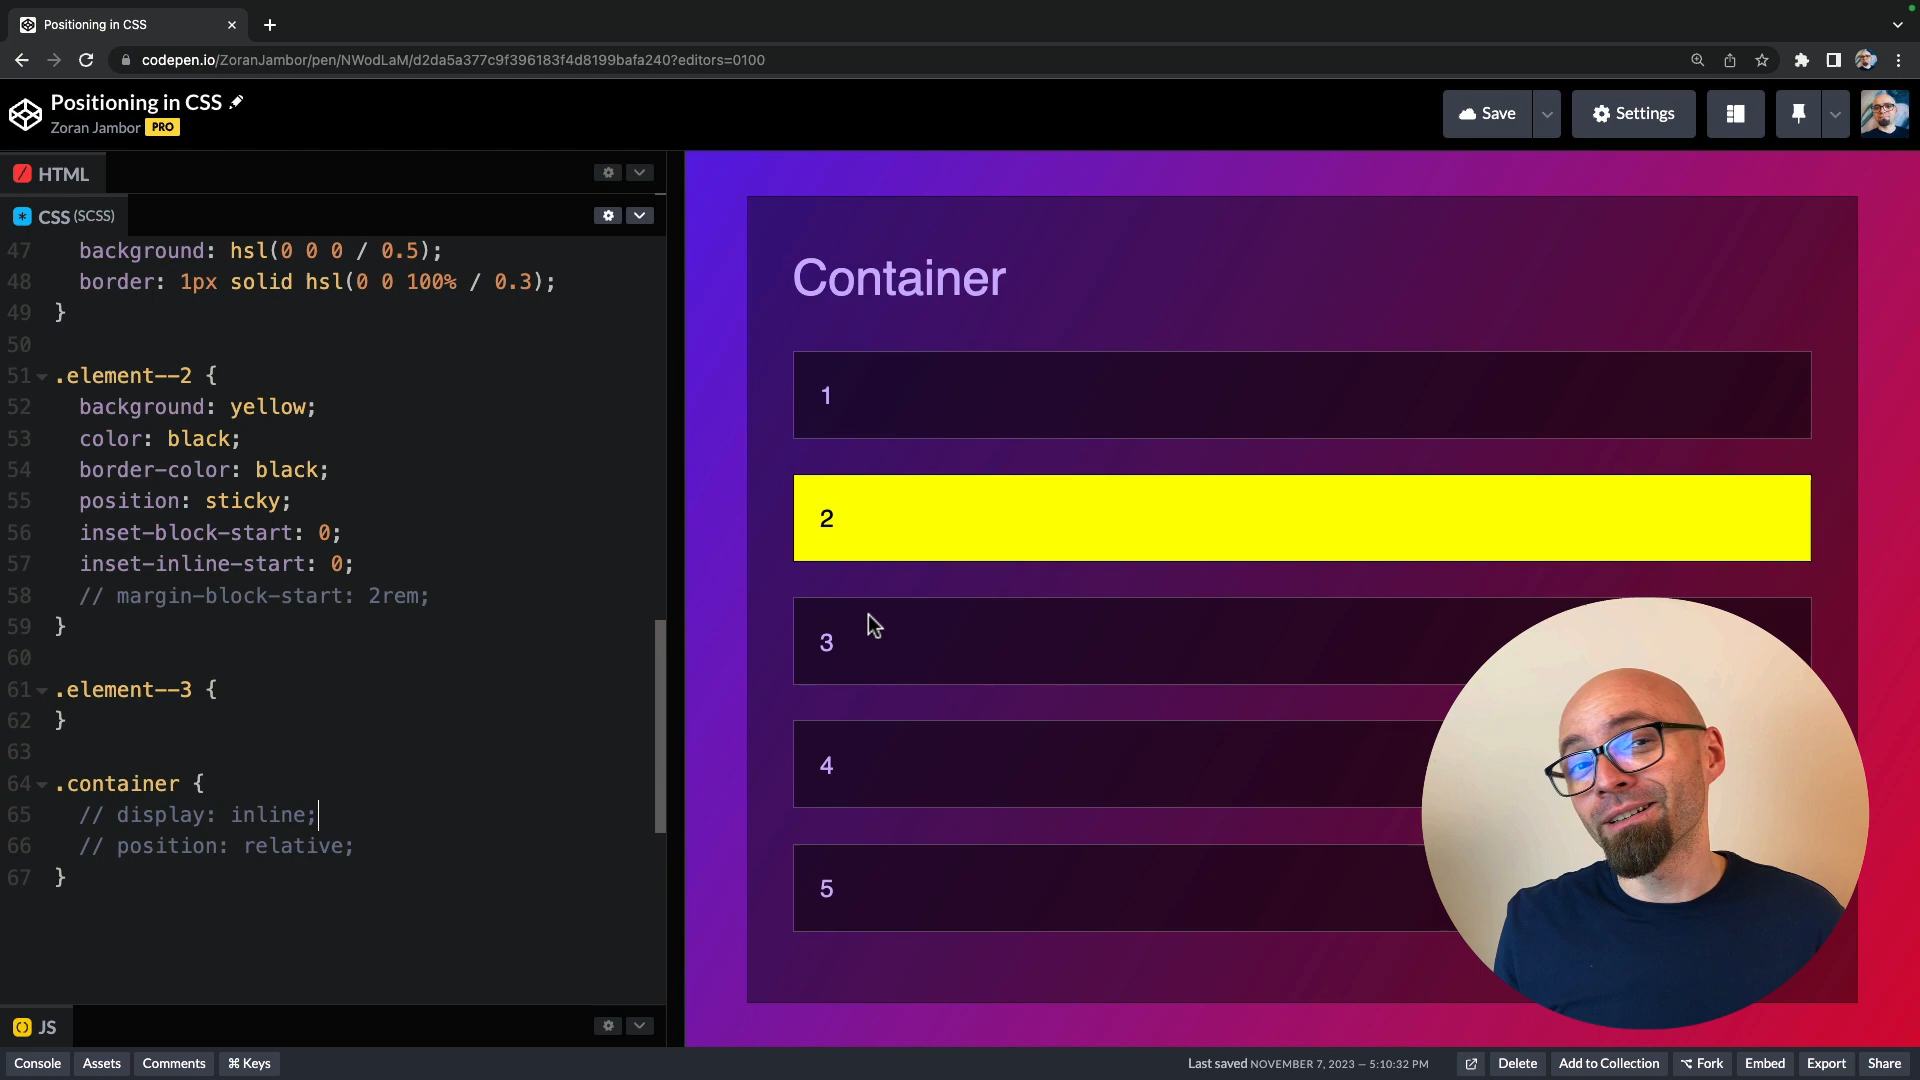 Positioning in CSS
codepen.io/ZoranJambor/pen/NWodLaM/d2da5a377c9f396183f4d8199bafa240?editors=0100
Positioning in CSS
Zoran Jambor PRO
Save
Settings
HTML
CSS (SCSS)
47 background: hsl(0 0 0 / 0.5);
48 border: 1px solid hsl(0 0 100% / 0.3);
49 }
50
51 .element--2 {
52 background: yellow;
53 color: black;
54 border-color: black;
55 position: sticky;
56 inset-block-start: 0;
57 inset-inline-start: 0;
58 // margin-block-start: 2rem;
59 }
60
61 .element--3 {
62 }
63
64 .container {
65 // display: inline;
66 // position: relative;
67 }
JS
Container
1
2
3
4
5
Console Assets Comments ⌘ Keys
Last saved NOVEMBER 7, 2023 — 5:10:32 PM
Delete Add to Collection Fork Embed Export Share